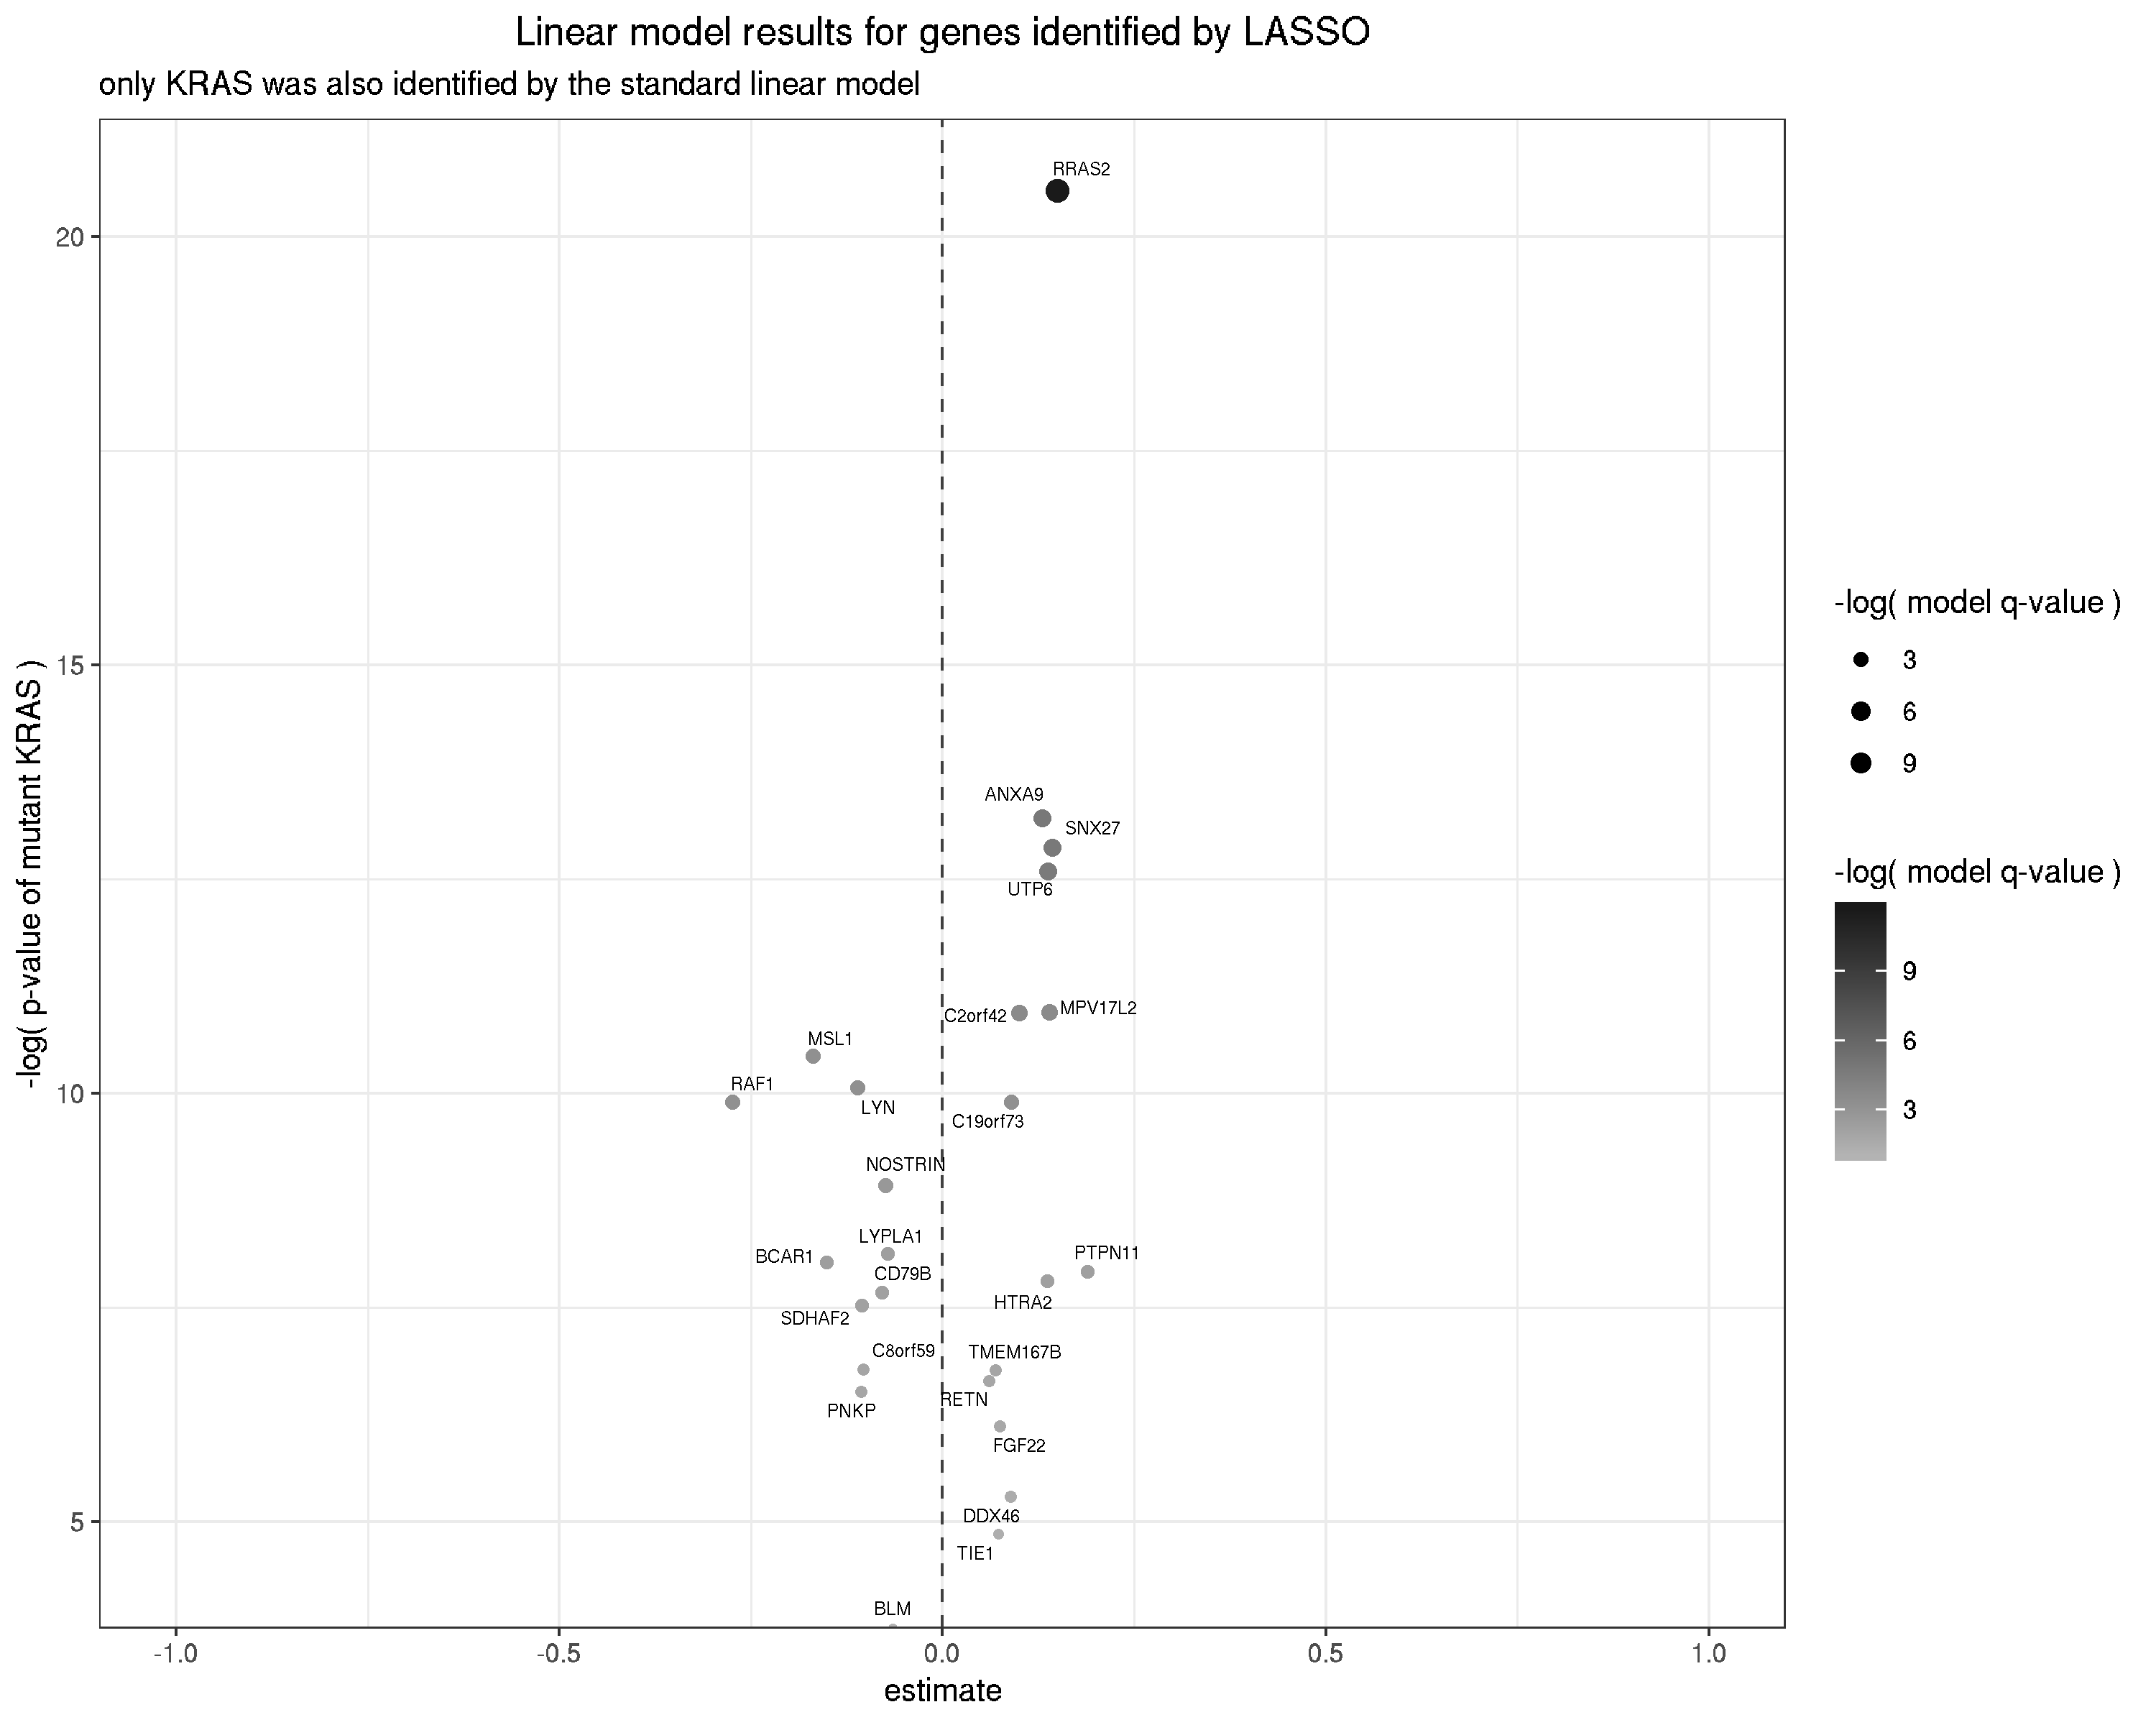 Linear model results for genes identified by LASSO
only KRAS was also identified by the standard linear model
-log( p-value of mutant KRAS )
20
15
10
5
RRAS2
ANXA9
SNX27
UTP6
C2orf42
MPV17L2
MSL1
RAF1
LYN
C19orf73
NOSTRIN
LYPLA1
BCAR1
PTPN11
CD79B
HTRA2
SDHAF2
C8orf59
TMEM167B
RETN
PNKP
FGF22
DDX46
TIE1
BLM
-1.0
-0.5
0.0
0.5
1.0
estimate
-log( model q-value )
3
6
9
-log( model q-value )
9
6
3